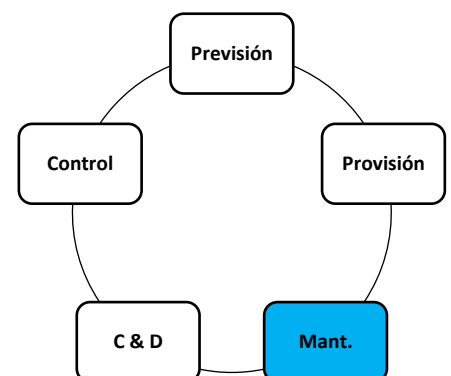 Previsión
Control
Provisión
C & D
Mant.